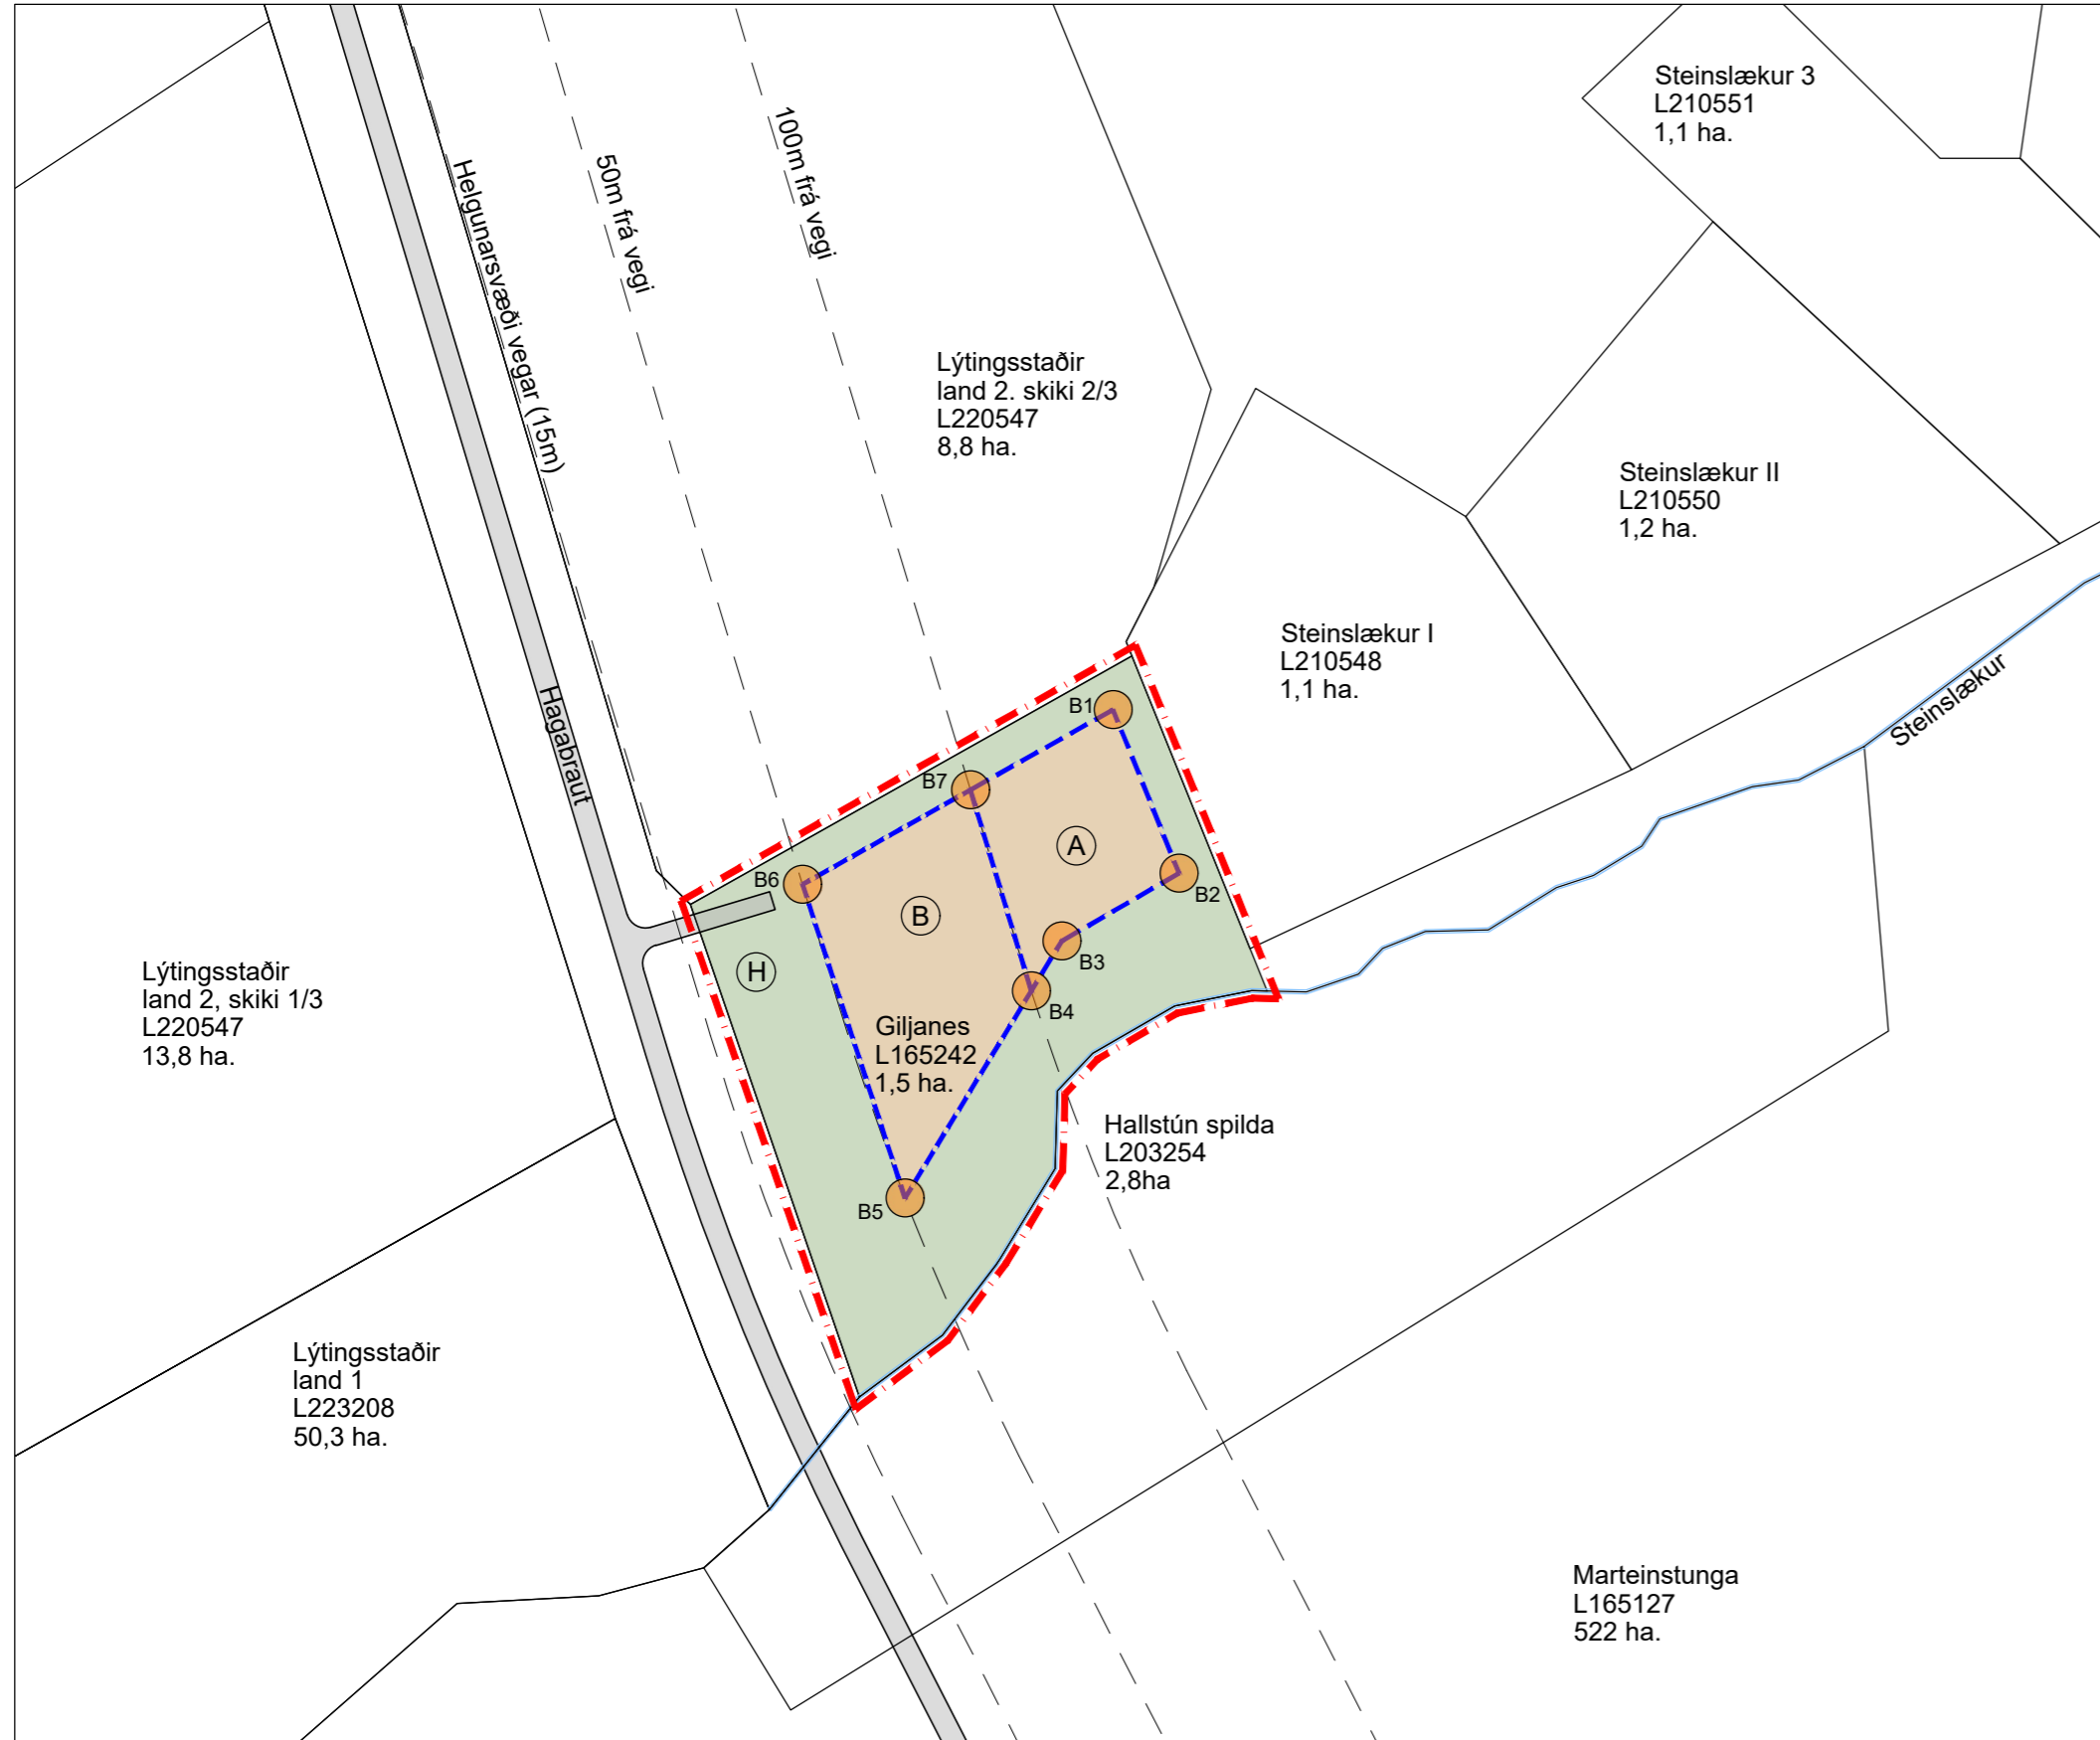 Steinslækur 3
L210551
1,1 ha.
100m frá vegi
50m frá vegi
Helgunarsvæði vegar (15m)
Lýtingsstaðir
land 2. skiki 2/3
L220547
8,8 ha.
Steinslækur II
L210550
1,2 ha.
Steinslækur I
L210548
1,1 ha.
Steinslækur
Hagabraut
B1
B7
A
B6
B2
B
B3
H
B4
Lýtingsstaðir
land 2, skiki 1/3
L220547
13,8 ha.
Giljanes
L165242
1,5 ha.
Hallstún spilda
L203254
2,8ha
B5
Lýtingsstaðir
land 1
L223208
50,3 ha.
Marteinstunga
L165127
522 ha.